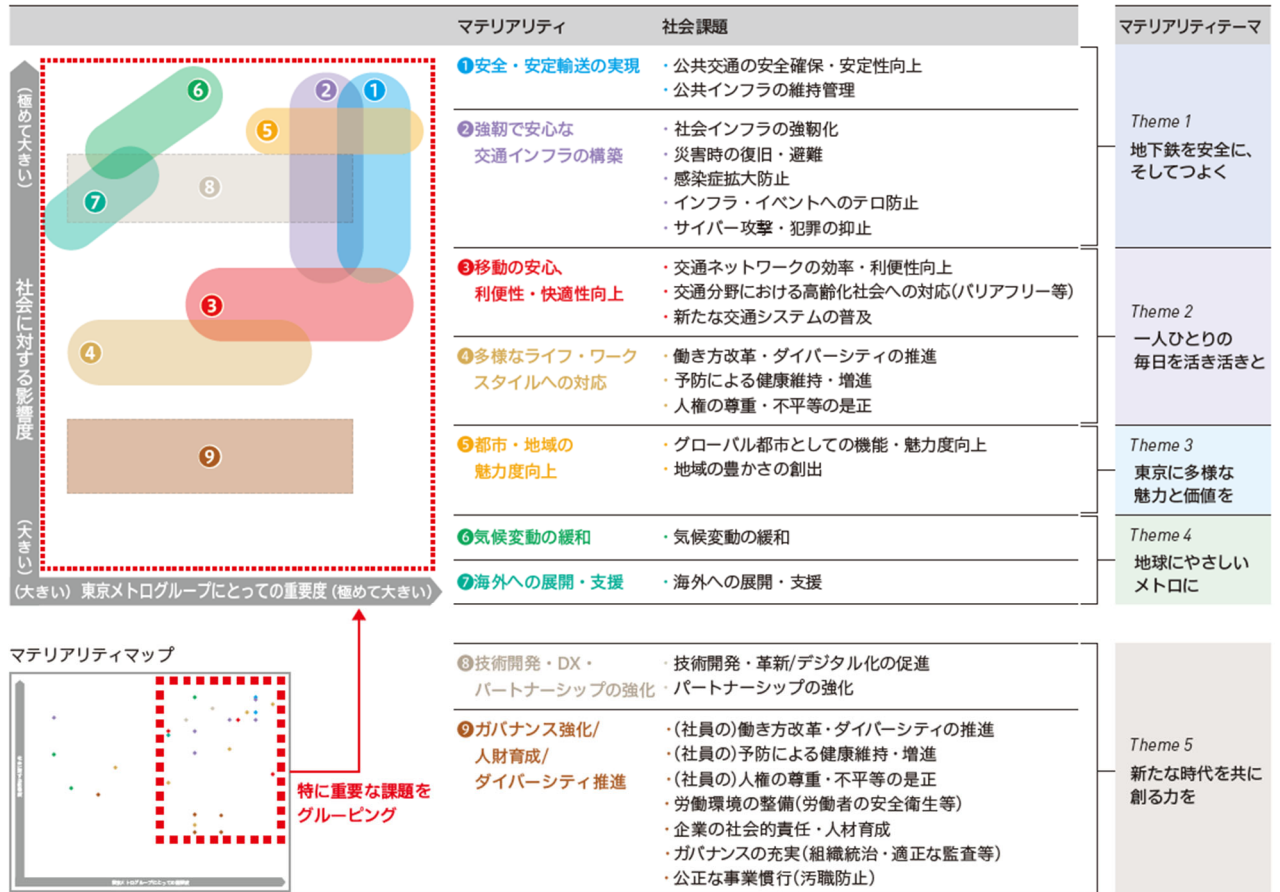 マテリアリティ
社会課題
マテリアリティテーマ
❶安全・安定輸送の実現
・公共交通の安全確保・安定性向上
・公共インフラの維持管理
❷強靭で安心な
交通インフラの構築
・社会インフラの強靭化
・災害時の復旧・避難
・感染症拡大防止
・インフラ・イベントへのテロ防止
・サイバー攻撃・犯罪の抑止
Theme 1
地下鉄を安全に、
そしてつよく
❸移動の安心、
利便性・快適性向上
・交通ネットワークの効率・利便性向上
・交通分野における高齢化社会への対応(バリアフリー等)
・新たな交通システムの普及
❹多様なライフ・ワーク
スタイルへの対応
・働き方改革・ダイバーシティの推進
・予防による健康維持・増進
・人権の尊重・不平等の是正
Theme 2
一人ひとりの
毎日を活き活きと
❺都市・地域の
魅力度向上
・グローバル都市としての機能・魅力度向上
・地域の豊かさの創出
Theme 3
東京に多様な
魅力と価値を
❻気候変動の緩和
・気候変動の緩和
❼海外への展開・支援
・海外への展開・支援
Theme 4
地球にやさしい
メトロに
❽技術開発・DX・
パートナーシップの強化
・技術開発・革新/デジタル化の促進
・パートナーシップの強化
❾ガバナンス強化/
人財育成/
ダイバーシティ推進
・(社員の)働き方改革・ダイバーシティの推進
・(社員の)予防による健康維持・増進
・(社員の)人権の尊重・不平等の是正
・労働環境の整備(労働者の安全衛生等)
・企業の社会的責任・人材育成
・ガバナンスの充実(組織統治・適正な監査等)
・公正な事業慣行(汚職防止)
Theme 5
新たな時代を共に
創る力を
(極めて大きい)
社会に対する影響度
(大きい)
6
2
1
5
8
7
3
4
9
(大きい) 東京メトログループにとっての重要度 (極めて大きい)
マテリアリティマップ
特に重要な課題を
グルーピング